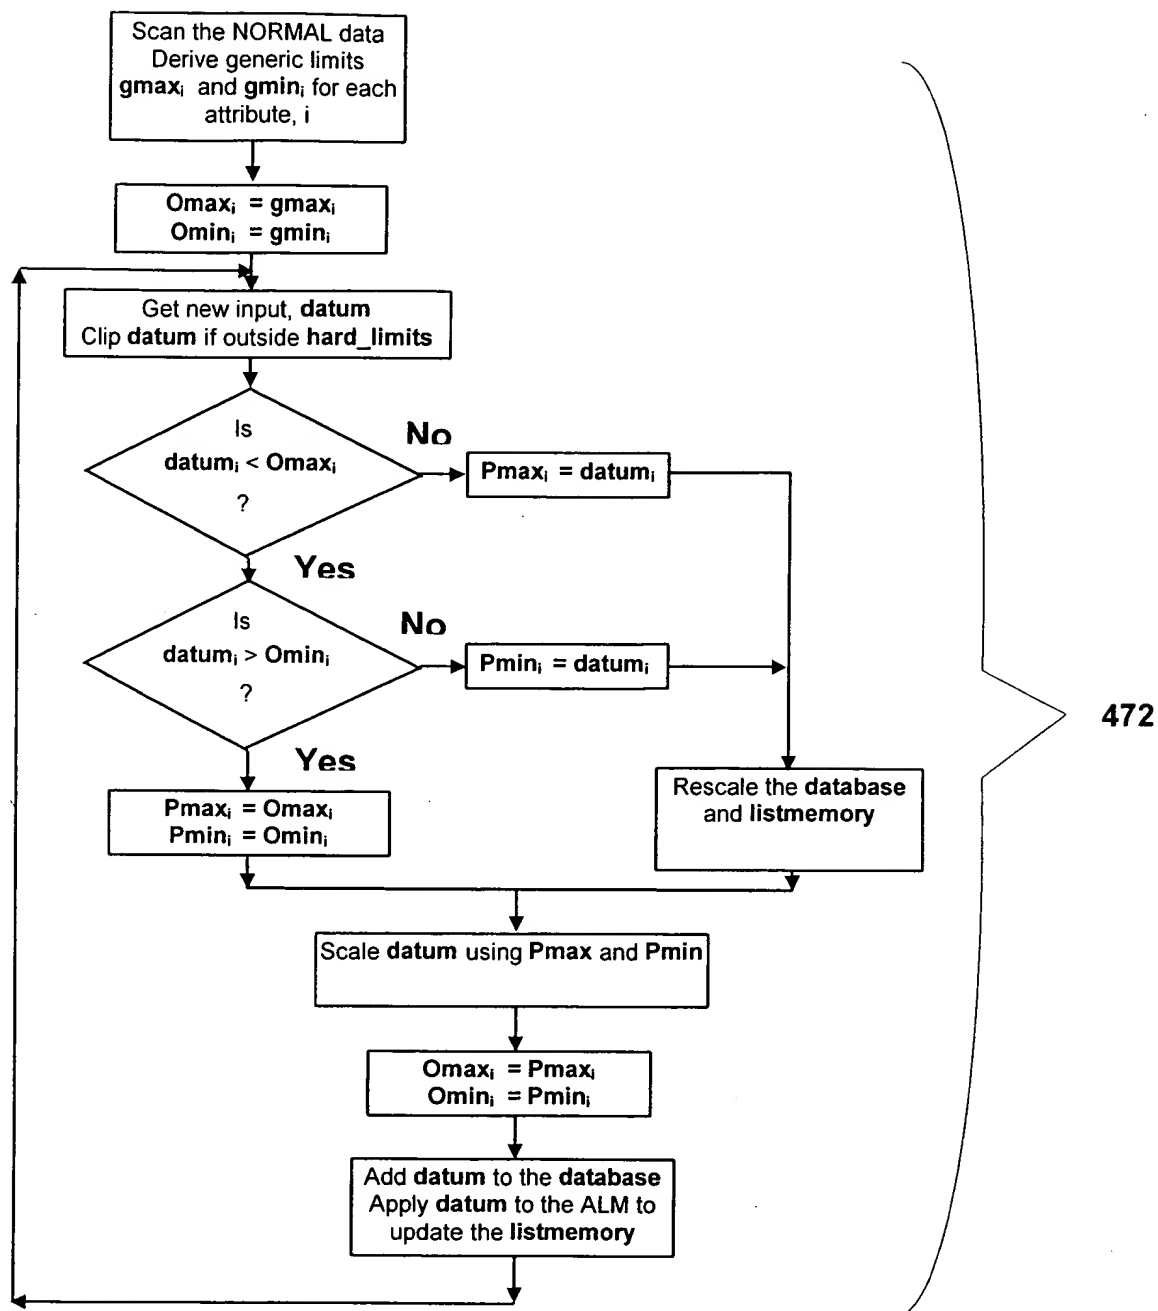 Scan the NORMAL data
Derive generic limits
gmaxᵢ and gminᵢ for each
attribute, i
Omaxᵢ = gmaxᵢ
Ominᵢ = gminᵢ
Get new input, datum
Clip datum if outside hard_limits
Is
datumᵢ < Omaxᵢ
?
No
Pmaxᵢ = datumᵢ
Yes
Is
datumᵢ > Ominᵢ
?
No
Pminᵢ = datumᵢ
Yes
Pmaxᵢ = Omaxᵢ
Pminᵢ = Ominᵢ
Rescale the database
and listmemory
472
Scale datum using Pmax and Pmin
Omaxᵢ = Pmaxᵢ
Ominᵢ = Pminᵢ
Add datum to the database
Apply datum to the ALM to
update the listmemory